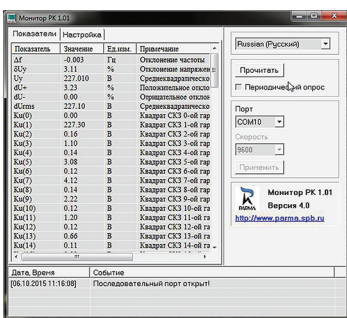 Монитор РК 1.01
Показатели Настройка
Показатель Значение Ед.изм. Примечание
Δf -0.003 Гц Отклонение частоты
δUy 3.11 % Отклонение напряжен
Uy 227.010 В Среднеквадратическо
dU+ 3.23 % Положительное откло
dU- 0.00 % Отрицательное откло
dUrms 227.10 В Среднеквадратическо
Ku(0) 0.00 В Квадрат СКЗ 0-ой гар
Ku(1) 227.30 В Квадрат СКЗ 1-ой гар
Ku(2) 0.16 В Квадрат СКЗ 2-ой гар
Ku(3) 1.10 В Квадрат СКЗ 3-ой гар
Ku(4) 0.14 В Квадрат СКЗ 4-ой гар
Ku(5) 3.08 В Квадрат СКЗ 5-ой гар
Ku(6) 0.12 В Квадрат СКЗ 6-ой гар
Ku(7) 4.12 В Квадрат СКЗ 7-ой гар
Ku(8) 0.14 В Квадрат СКЗ 8-ой гар
Ku(9) 2.22 В Квадрат СКЗ 9-ой гар
Ku(10) 0.12 В Квадрат СКЗ 10-ой га
Ku(11) 1.20 В Квадрат СКЗ 11-ой га
Ku(12) 0.12 В Квадрат СКЗ 12-ой га
Ku(13) 0.66 В Квадрат СКЗ 13-ой га
Ku(14) 0.11 В Квадрат СКЗ 14-ой га
Russian (Русский)
Прочитать
Периодический опрос
Порт
COM10
Скорость
9600
Применить
PARMA
Монитор РК 1.01
Версия 4.0
http://www.parma.spb.ru
Дата, Время Событие
[06.10.2015 11:16:08] Последовательный порт открыт!